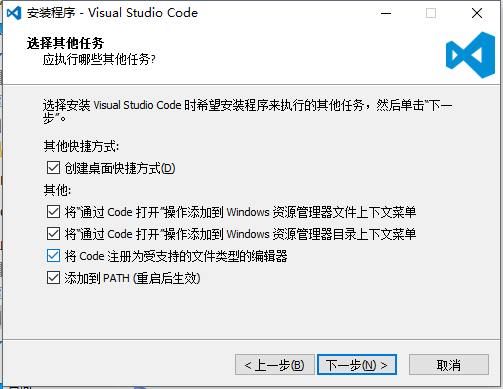 安装程序 - Visual Studio Code
选择其他任务
应执行哪些其他任务?
选择安装 Visual Studio Code 时希望安装程序来执行的其他任务，然后单击“下一
步”。
其他快捷方式:
创建桌面快捷方式(D)
其他:
将“通过 Code 打开”操作添加到 Windows 资源管理器文件上下文菜单
将“通过 Code 打开”操作添加到 Windows 资源管理器目录上下文菜单
将 Code 注册为受支持的文件类型的编辑器
添加到 PATH (重启后生效)
< 上一步(B) 下一步(N) > 取消